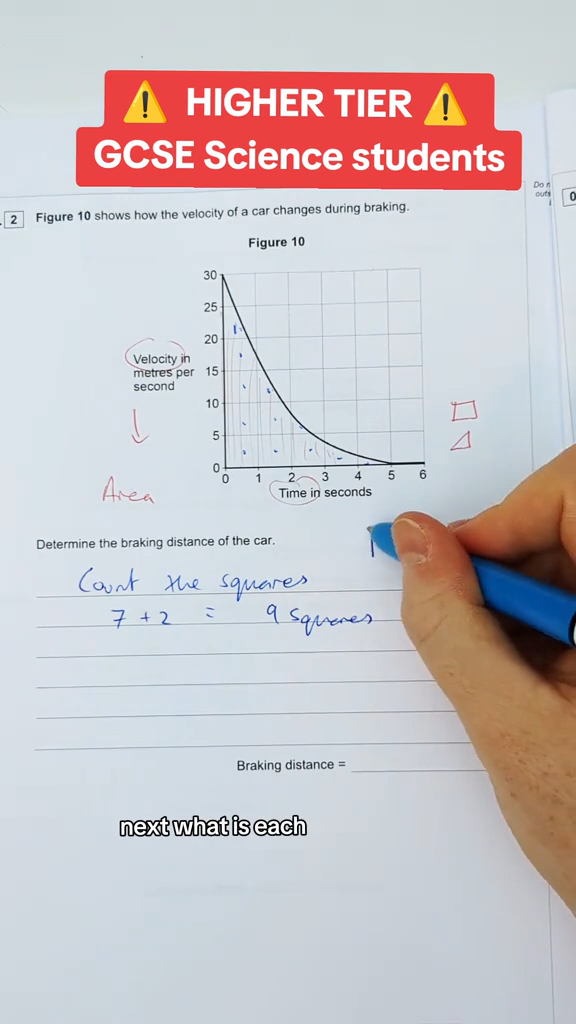 ⚠️ HIGHER TIER ⚠️
GCSE Science students
Do n
outs
2
0
Figure 10 shows how the velocity of a car changes during braking.
Figure 10
30
25
20
15
10
5
0
Velocity in
metres per
second
0 1 2 3 4 5 6
Time in seconds
Area
Determine the braking distance of the car.
Count the squares
7 + 2 = 9 squares
Braking distance =
next what is each